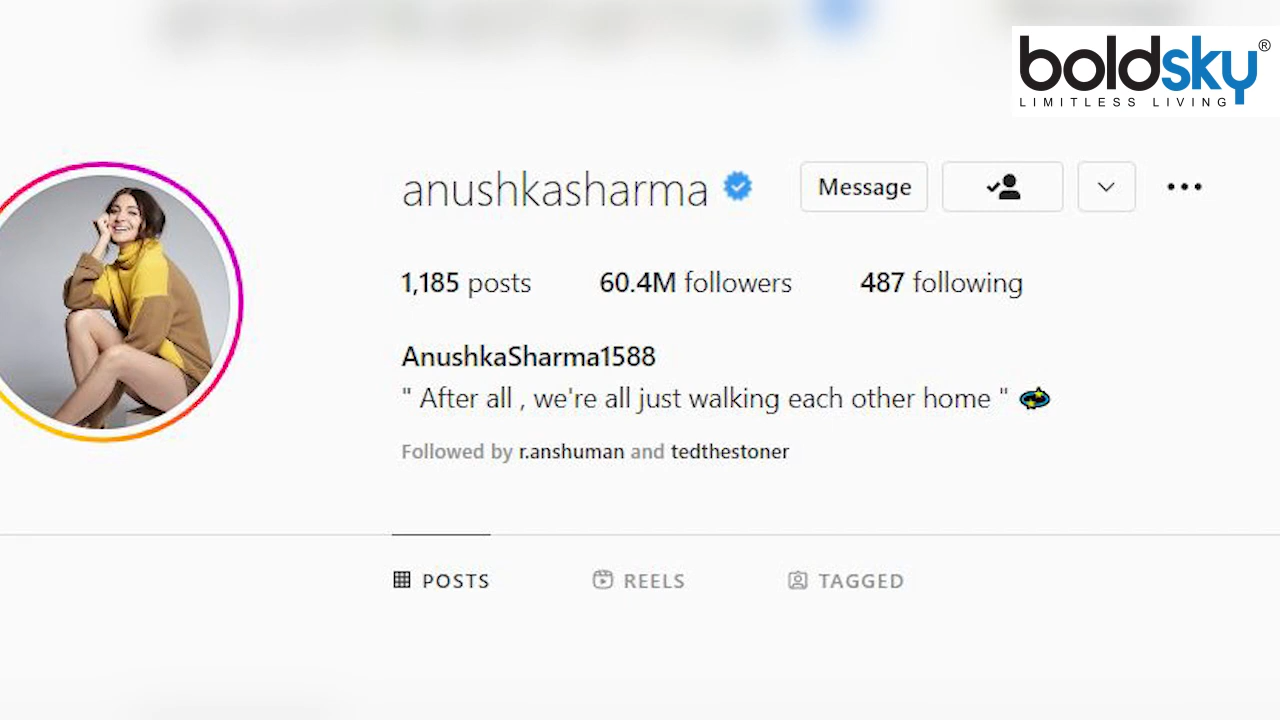 boldsky®
LIMITLESS LIVING
anushkasharma Message
1,185 posts 60.4M followers 487 following
AnushkaSharma1588
" After all , we're all just walking each other home " 💫
Followed by r.anshuman and tedthestoner
POSTS REELS TAGGED